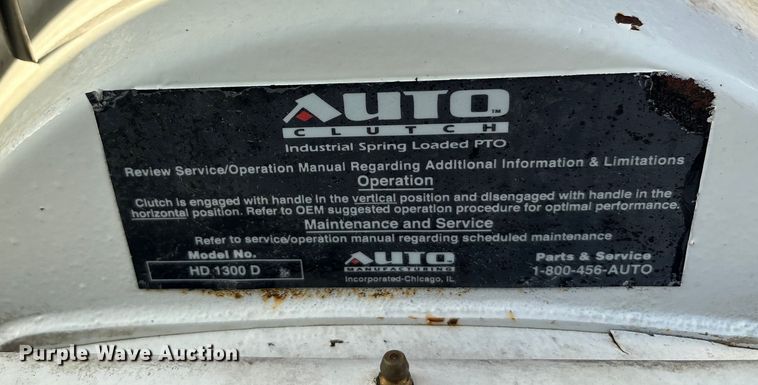 AUTO™
CLUTCH
Industrial Spring Loaded PTO
Review Service/Operation Manual Regarding Additional Information & Limitations
Operation
Clutch is engaged with handle in the vertical position and disengaged with handle in the
horizontal position. Refer to OEM suggested operation procedure for optimal performance.
Maintenance and Service
Refer to service/operation manual regarding scheduled maintenance
Model No.
HD 1300 D
AUTO
MANUFACTURING
Incorporated-Chicago, IL
Parts & Service
1-800-456-AUTO
Purple Wave Auction